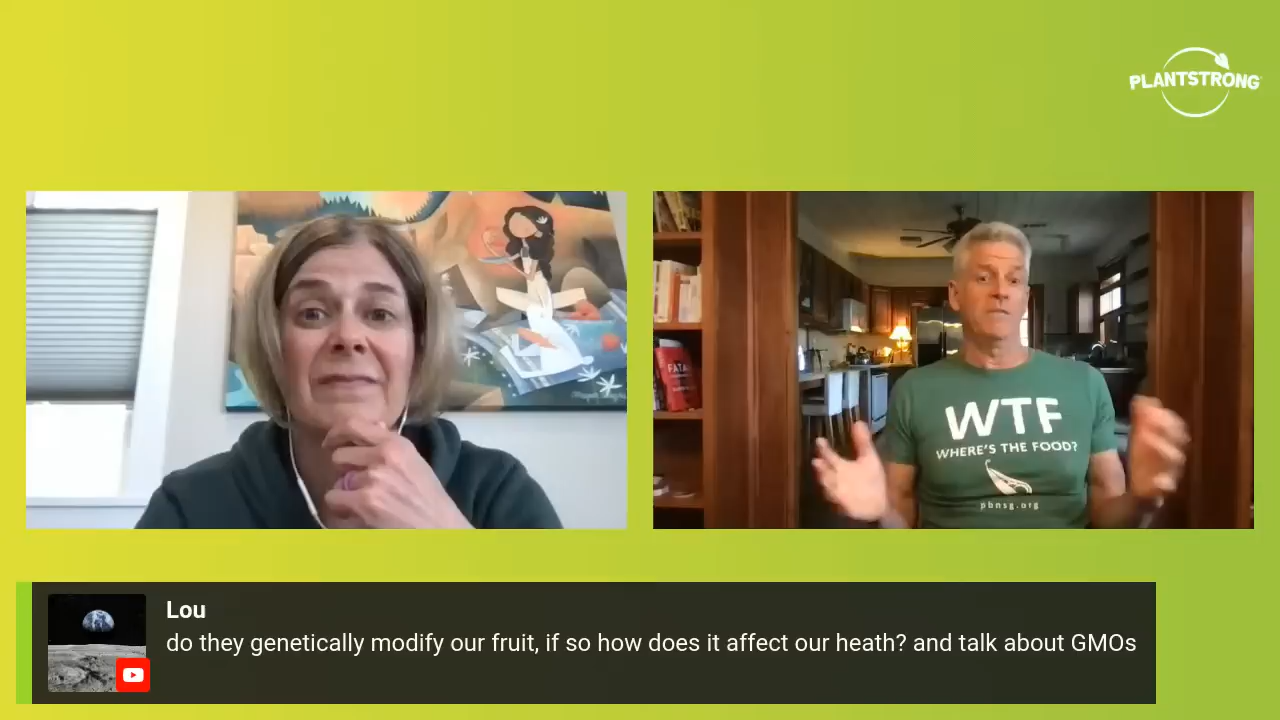 PLANTSTRONG
FATA
WTF
WHERE'S THE FOOD?
pbnsg.org
Lou
do they genetically modify our fruit, if so how does it affect our heath? and talk about GMOs